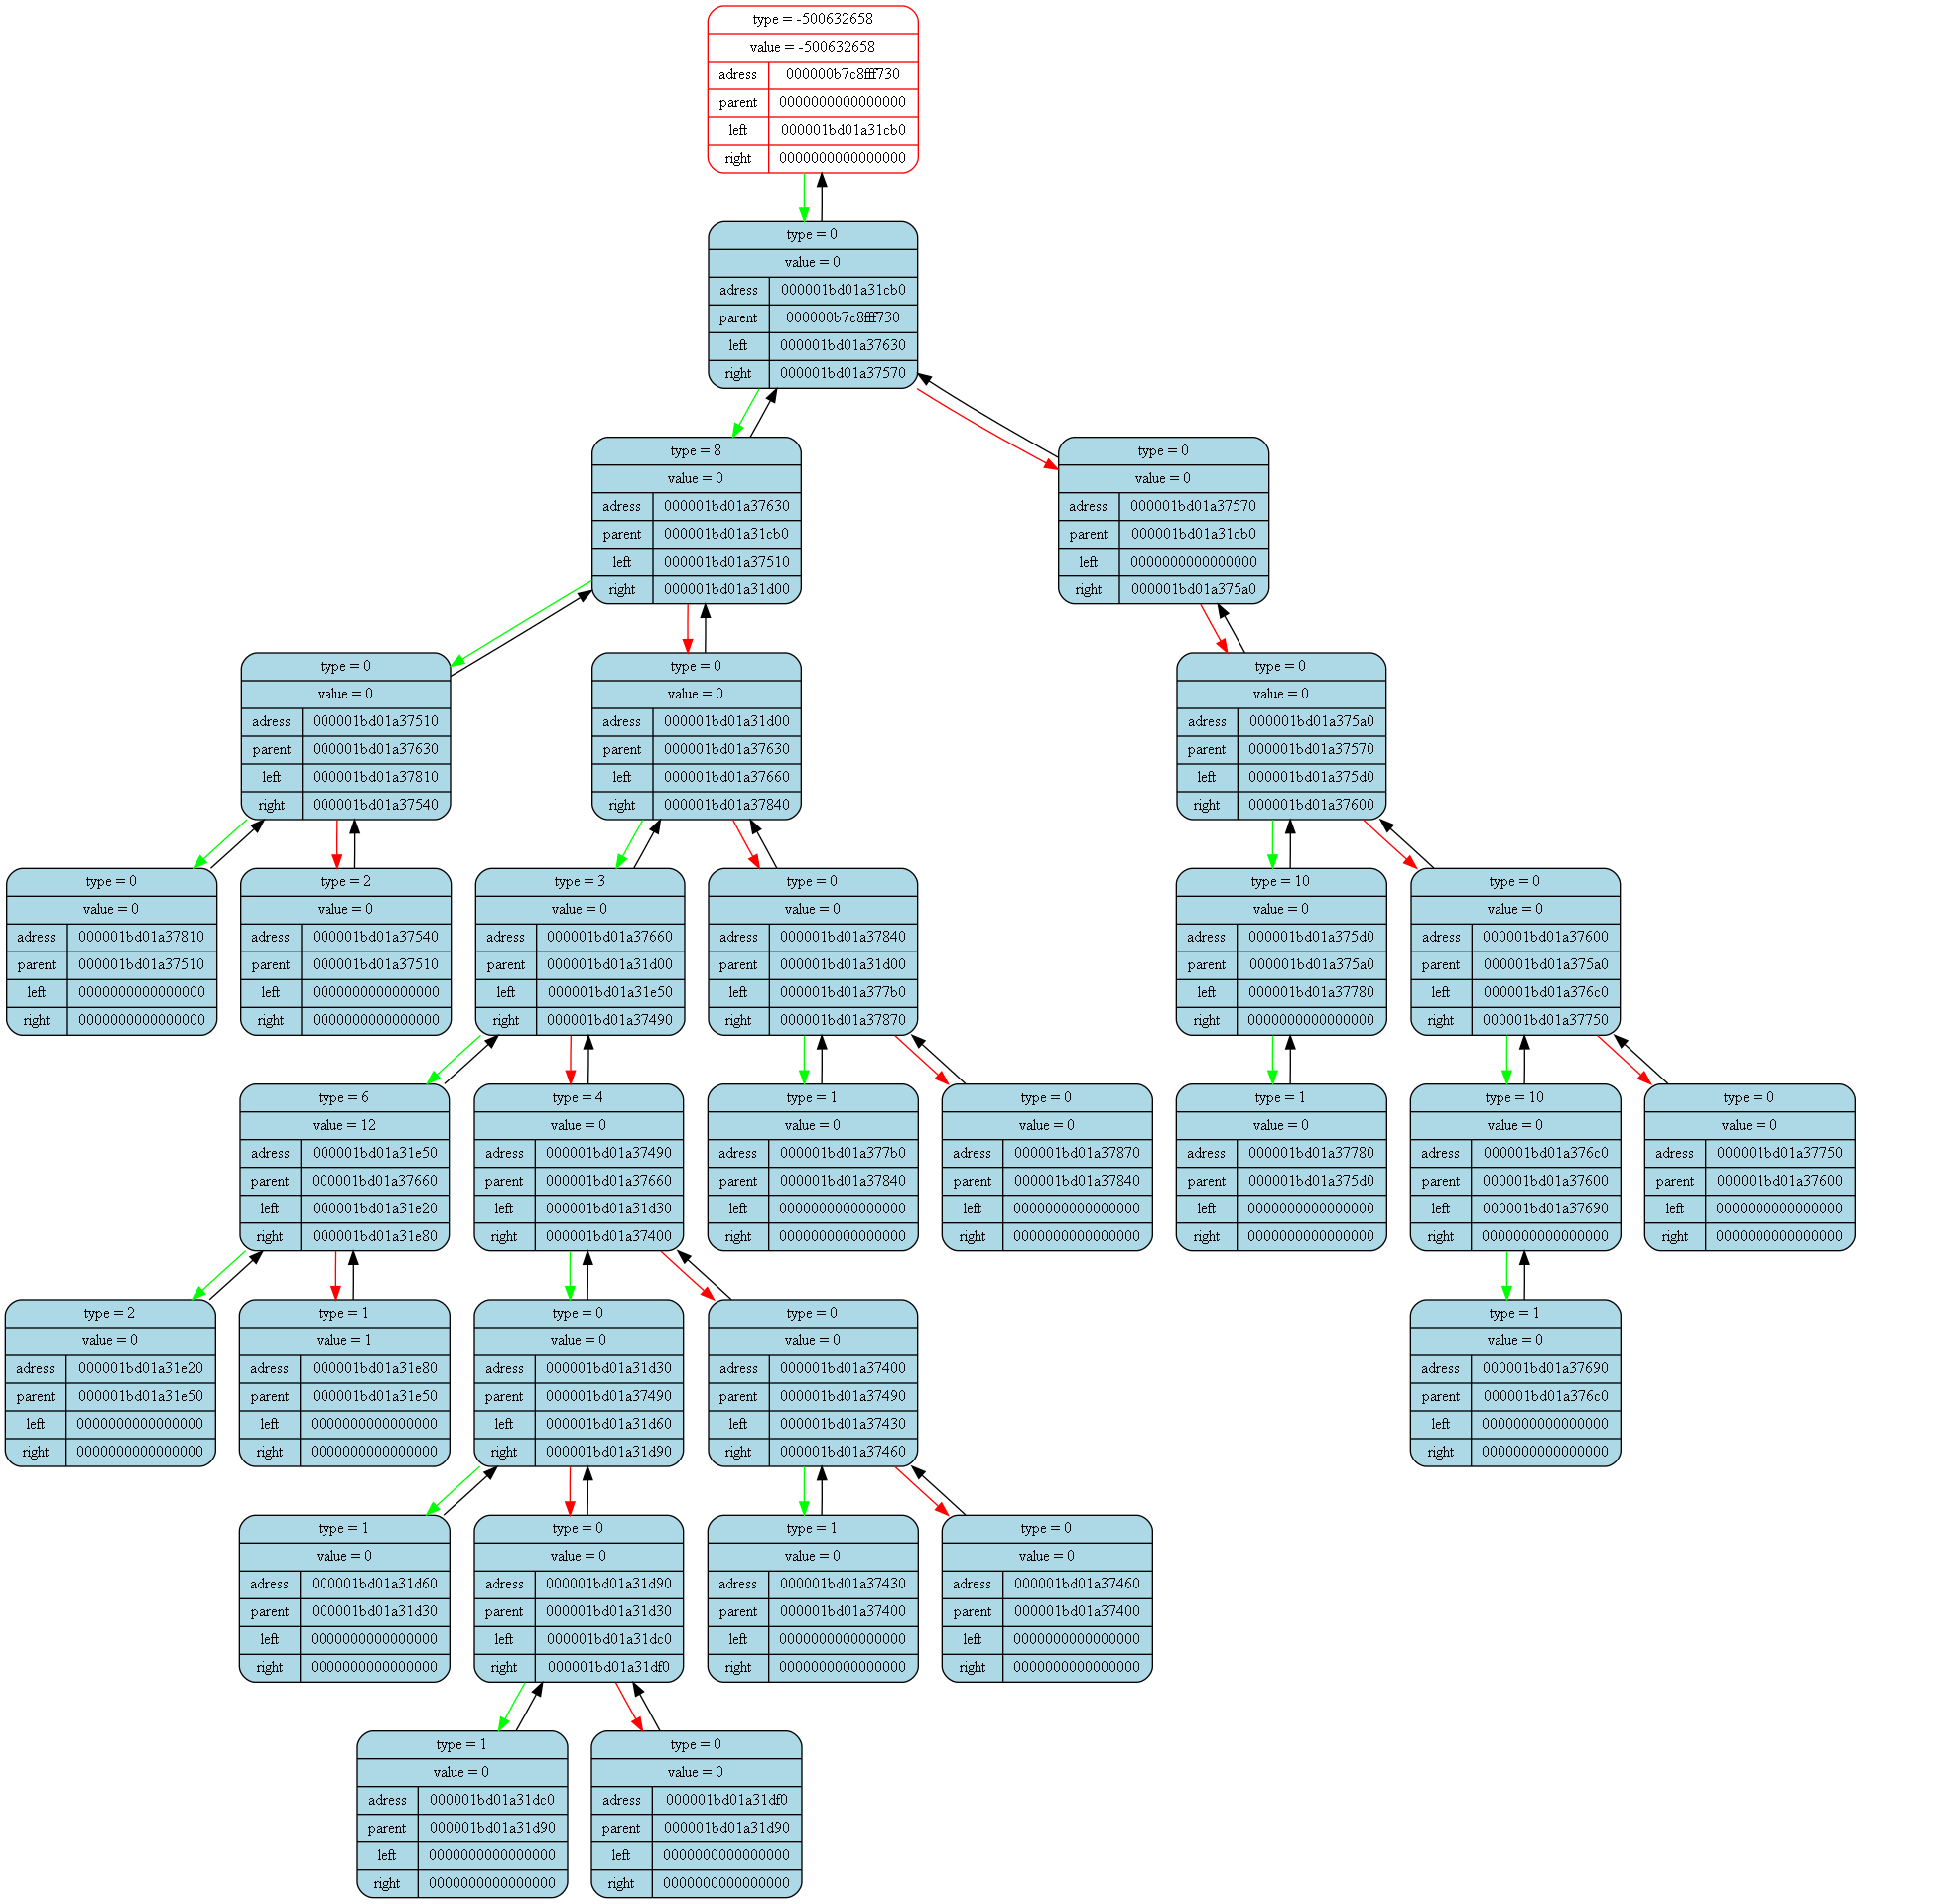 type = -500632658
value = -500632658
adress 000000b7c8fff730
parent 0000000000000000
left 000001bd01a31cb0
right 0000000000000000
type = 0
value = 0
adress 000001bd01a31cb0
parent 000000b7c8fff730
left 000001bd01a37630
right 000001bd01a37570
type = 8
value = 0
adress 000001bd01a37630
parent 000001bd01a31cb0
left 000001bd01a37510
right 000001bd01a31d00
type = 0
value = 0
adress 000001bd01a37570
parent 000001bd01a31cb0
left 0000000000000000
right 000001bd01a375a0
type = 0
value = 0
adress 000001bd01a37510
parent 000001bd01a37630
left 000001bd01a37810
right 000001bd01a37540
type = 0
value = 0
adress 000001bd01a31d00
parent 000001bd01a37630
left 000001bd01a37660
right 000001bd01a37840
type = 0
value = 0
adress 000001bd01a375a0
parent 000001bd01a37570
left 000001bd01a375d0
right 000001bd01a37600
type = 0
value = 0
adress 000001bd01a37810
parent 000001bd01a37510
left 0000000000000000
right 0000000000000000
type = 2
value = 0
adress 000001bd01a37540
parent 000001bd01a37510
left 0000000000000000
right 0000000000000000
type = 3
value = 0
adress 000001bd01a37660
parent 000001bd01a31d00
left 000001bd01a31e50
right 000001bd01a37490
type = 0
value = 0
adress 000001bd01a37840
parent 000001bd01a31d00
left 000001bd01a377b0
right 000001bd01a37870
type = 10
value = 0
adress 000001bd01a375d0
parent 000001bd01a375a0
left 000001bd01a37780
right 0000000000000000
type = 0
value = 0
adress 000001bd01a37600
parent 000001bd01a375a0
left 000001bd01a376c0
right 000001bd01a37750
type = 6
value = 12
adress 000001bd01a31e50
parent 000001bd01a37660
left 000001bd01a31e20
right 000001bd01a31e80
type = 4
value = 0
adress 000001bd01a37490
parent 000001bd01a37660
left 000001bd01a31d30
right 000001bd01a37400
type = 1
value = 0
adress 000001bd01a377b0
parent 000001bd01a37840
left 0000000000000000
right 0000000000000000
type = 0
value = 0
adress 000001bd01a37870
parent 000001bd01a37840
left 0000000000000000
right 0000000000000000
type = 1
value = 0
adress 000001bd01a37780
parent 000001bd01a375d0
left 0000000000000000
right 0000000000000000
type = 10
value = 0
adress 000001bd01a376c0
parent 000001bd01a37600
left 000001bd01a37690
right 0000000000000000
type = 0
value = 0
adress 000001bd01a37750
parent 000001bd01a37600
left 0000000000000000
right 0000000000000000
type = 2
value = 0
adress 000001bd01a31e20
parent 000001bd01a31e50
left 0000000000000000
right 0000000000000000
type = 1
value = 1
adress 000001bd01a31e80
parent 000001bd01a31e50
left 0000000000000000
right 0000000000000000
type = 0
value = 0
adress 000001bd01a31d30
parent 000001bd01a37490
left 000001bd01a31d60
right 000001bd01a31d90
type = 0
value = 0
adress 000001bd01a37400
parent 000001bd01a37490
left 000001bd01a37430
right 000001bd01a37460
type = 1
value = 0
adress 000001bd01a37690
parent 000001bd01a376c0
left 0000000000000000
right 0000000000000000
type = 1
value = 0
adress 000001bd01a31d60
parent 000001bd01a31d30
left 0000000000000000
right 0000000000000000
type = 0
value = 0
adress 000001bd01a31d90
parent 000001bd01a31d30
left 000001bd01a31dc0
right 000001bd01a31df0
type = 1
value = 0
adress 000001bd01a37430
parent 000001bd01a37400
left 0000000000000000
right 0000000000000000
type = 0
value = 0
adress 000001bd01a37460
parent 000001bd01a37400
left 0000000000000000
right 0000000000000000
type = 1
value = 0
adress 000001bd01a31dc0
parent 000001bd01a31d90
left 0000000000000000
right 0000000000000000
type = 0
value = 0
adress 000001bd01a31df0
parent 000001bd01a31d90
left 0000000000000000
right 0000000000000000